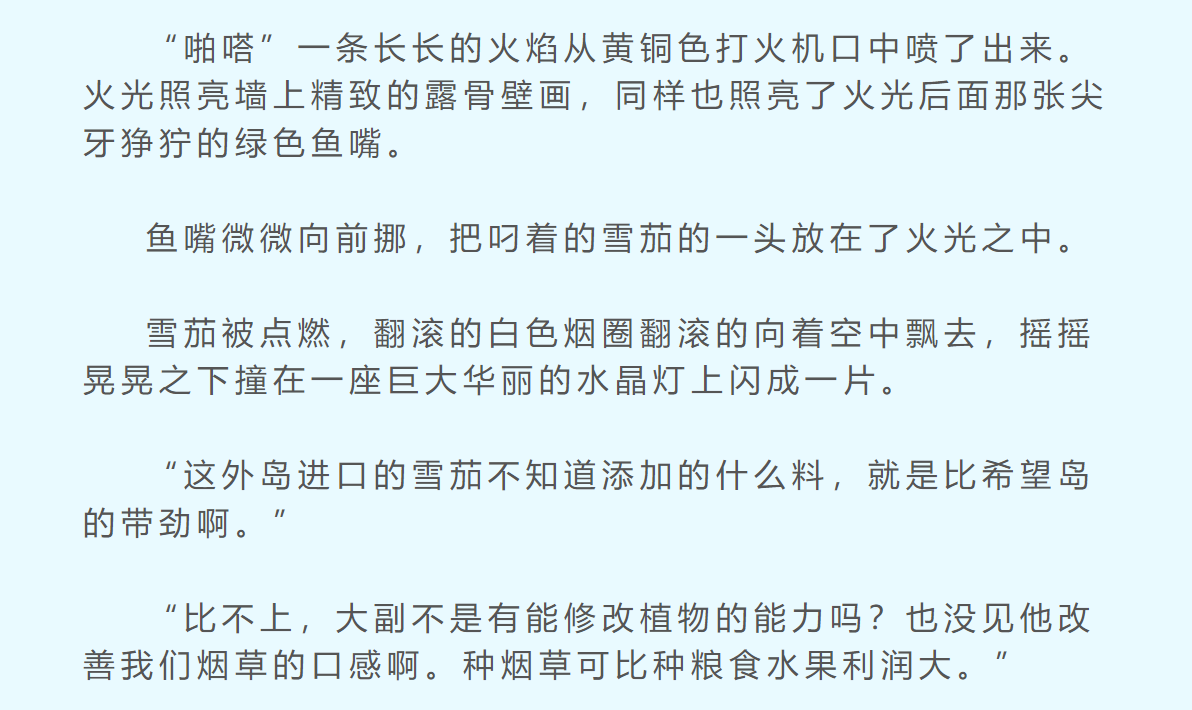 “啪嗒”一条长长的火焰从黄铜色打火机口中喷了出来。
火光照亮墙上精致的露骨壁画，同样也照亮了火光后面那张尖
牙狰狞的绿色鱼嘴。
鱼嘴微微向前挪，把叼着的雪茄的一头放在了火光之中。
雪茄被点燃，翻滚的白色烟圈翻滚的向着空中飘去，摇摇
晃晃之下撞在一座巨大华丽的水晶灯上闪成一片。
“这外岛进口的雪茄不知道添加的什么料，就是比希望岛
的带劲啊。”
“比不上，大副不是有能修改植物的能力吗？也没见他改
善我们烟草的口感啊。种烟草可比种粮食水果利润大。”